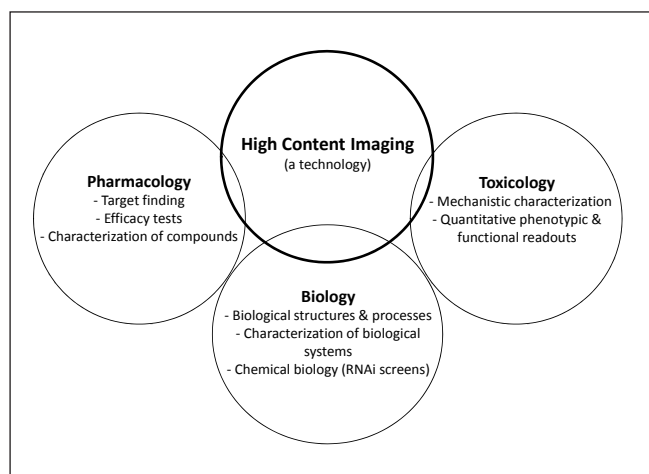 High Content Imaging
(a technology)
Pharmacology
- Target finding
- Efficacy tests
- Characterization of compounds
Toxicology
- Mechanistic characterization
- Quantitative phenotypic &
functional readouts
Biology
- Biological structures & processes
- Characterization of biological
systems
- Chemical biology (RNAi screens)